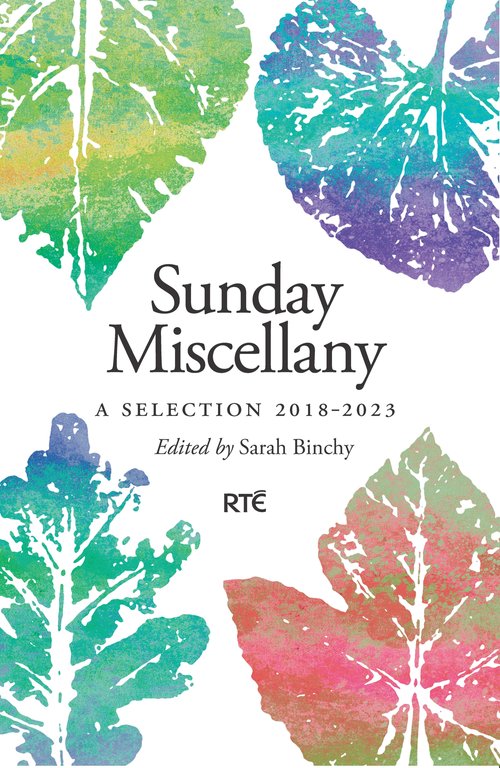 Sunday
Miscellany
A SELECTION 2018–2023
Edited by Sarah Binchy
RTÉ